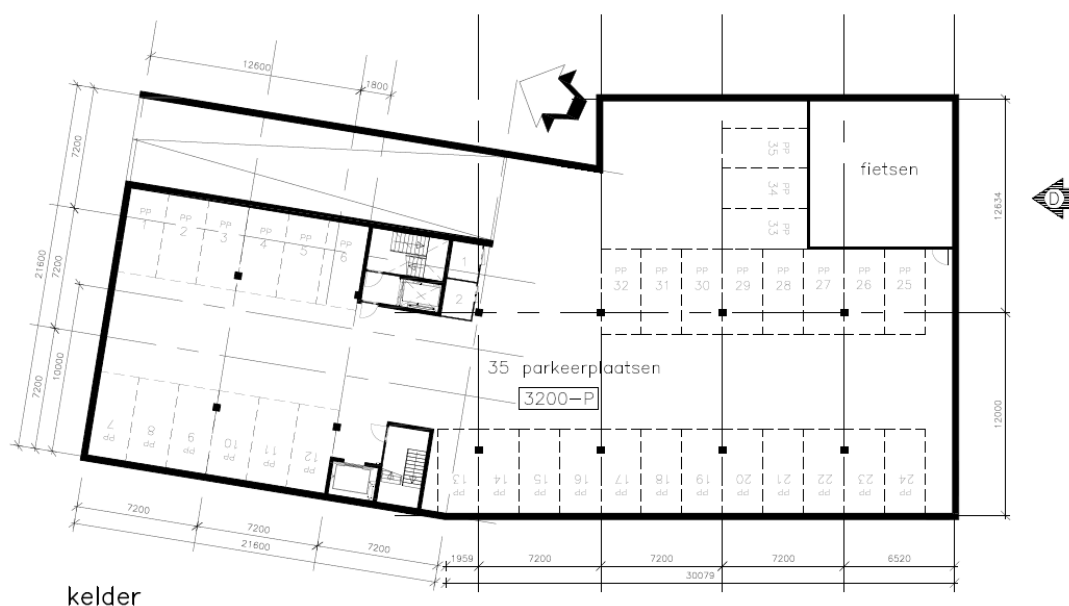 12600
1800
7200
PP 1
PP 2
PP 3
PP 4
PP 5
PP 6
1
2
PP 35
PP 34
PP 33
fietsen
D
12634
21600
7200
7200
10000
PP 32
PP 31
PP 30
PP 29
PP 28
PP 27
PP 26
PP 25
35 parkeerplaatsen
3200-P
12000
PP 7
PP 8
PP 9
PP 10
PP 11
PP 12
PP 13
PP 14
PP 15
PP 16
PP 17
PP 18
PP 19
PP 20
PP 21
PP 22
PP 23
PP 24
7200
7200
7200
21600
1959
7200
7200
7200
6520
30079
kelder